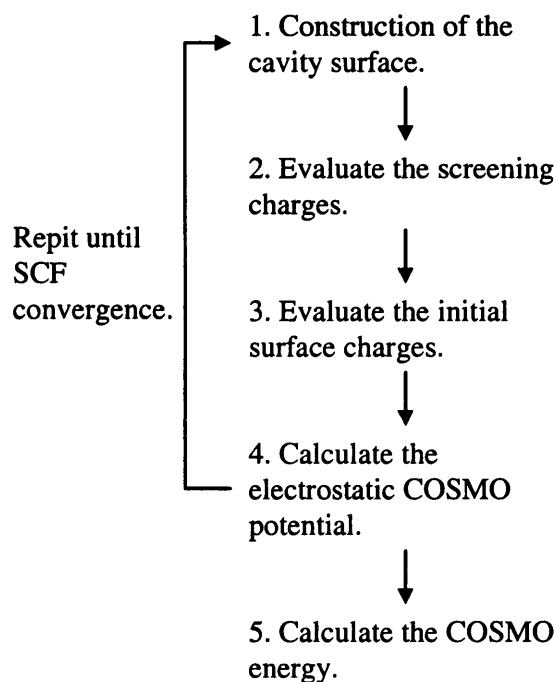 1. Construction of the
cavity surface.
2. Evaluate the screening
charges.
Repit until
SCF
convergence.
3. Evaluate the initial
surface charges.
4. Calculate the
electrostatic COSMO
potential.
5. Calculate the COSMO
energy.